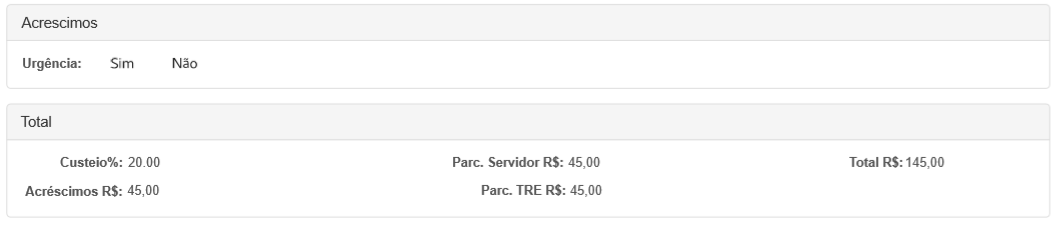 Acrescimos
Urgência: Sim Não
Total
Custeio%: 20.00 Parc. Servidor R$: 45,00 Total R$: 145,00
Acréscimos R$: 45,00 Parc. TRE R$: 45,00